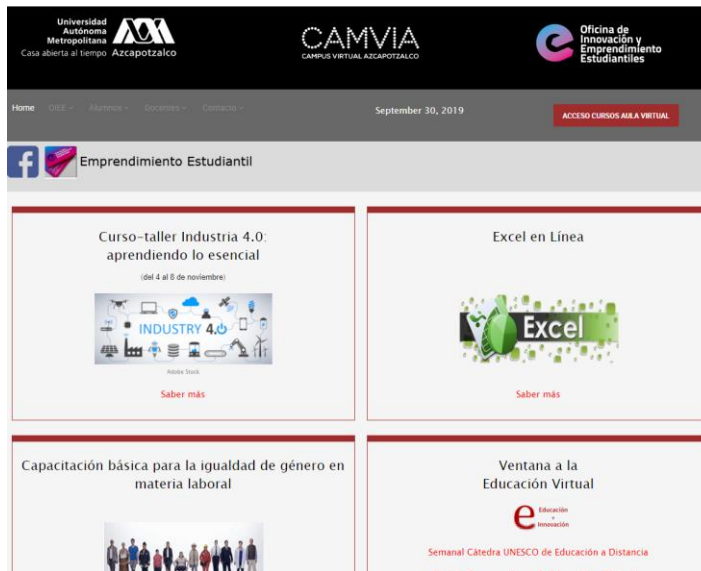 Universidad
Autónoma
Metropolitana
Casa abierta al tiempo Azcapotzalco
CAMVIA
CAMPUS VIRTUAL AZCAPOTZALCO
Oficina de
Innovación y
Emprendimiento
Estudiantiles
Home OIEE Alumnos Docentes Contacto
September 30, 2019
ACCESO CURSOS AULA VIRTUAL
Emprendimiento Estudiantil
Curso-taller Industria 4.0:
aprendiendo lo esencial
(del 4 al 8 de noviembre)
INDUSTRY 4.0
Adobe Stock
Saber más
Excel en Línea
Excel
Saber más
Capacitación básica para la igualdad de género en
materia laboral
Ventana a la
Educación Virtual
e Educación
+
Innovación
Semanal Cátedra UNESCO de Educación a Distancia